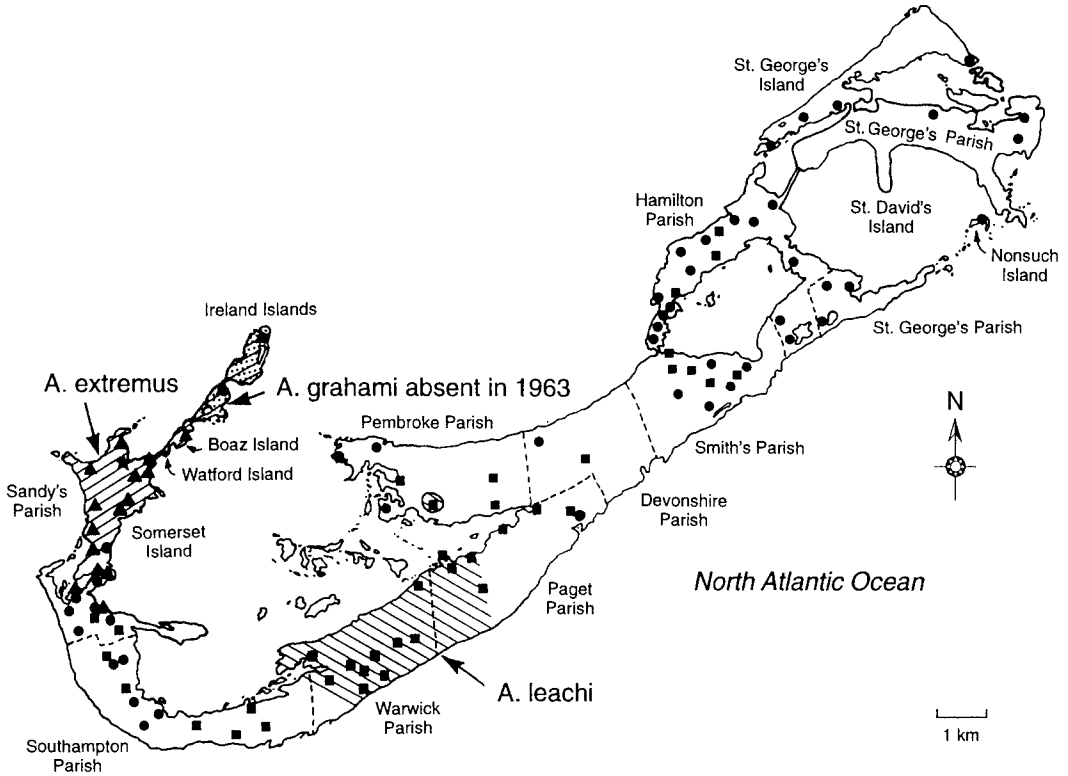 St. George's
Island
St. George's Parish
Hamilton
Parish
St. David's
Island
Nonsuch
Island
St. George's Parish
Ireland Islands
A. extremus
A. grahami absent in 1963
Pembroke Parish
N
Boaz Island
Smith's Parish
Watford Island
Sandy's
Parish
Devonshire
Parish
Somerset
Island
North Atlantic Ocean
Paget
Parish
A. leachi
Warwick
Parish
1 km
Southampton
Parish